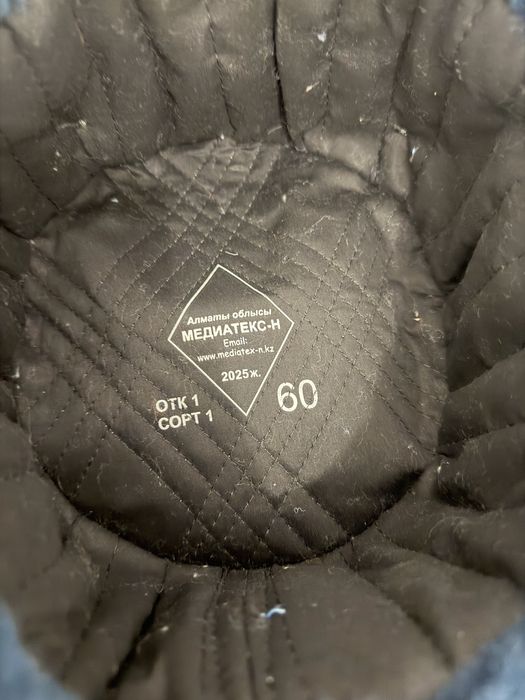 Алматы облысы
МЕДИАТЕКС-Н
Email:
www.mediatex-n.kz
2025ж.
ОТК 1
СОРТ 1
60